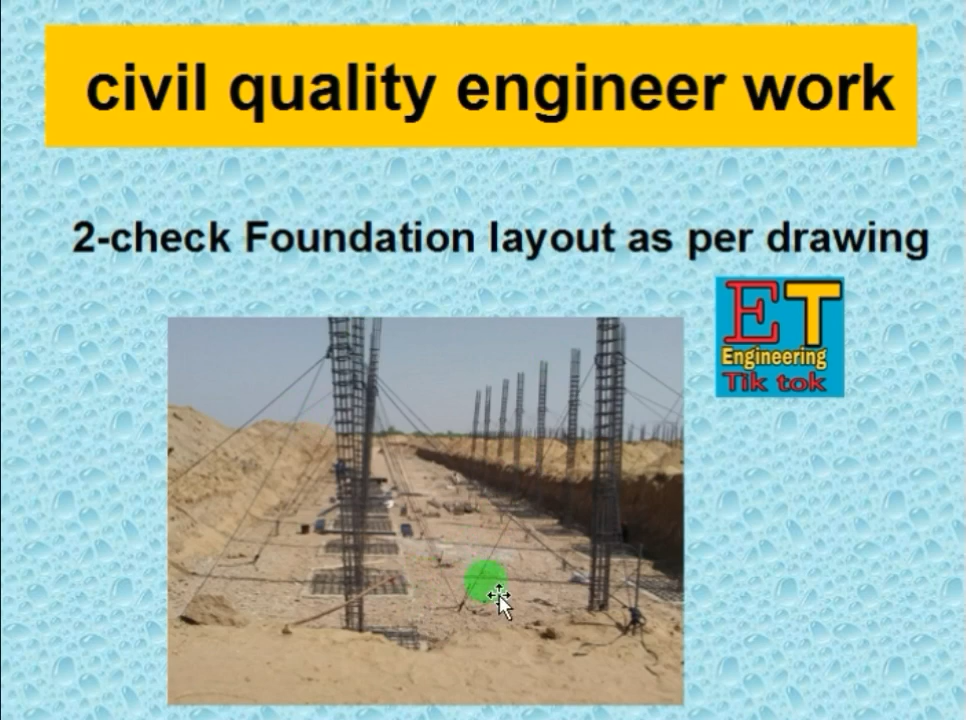 civil quality engineer work
2-check Foundation layout as per drawing
ET
Engineering
Tik tok